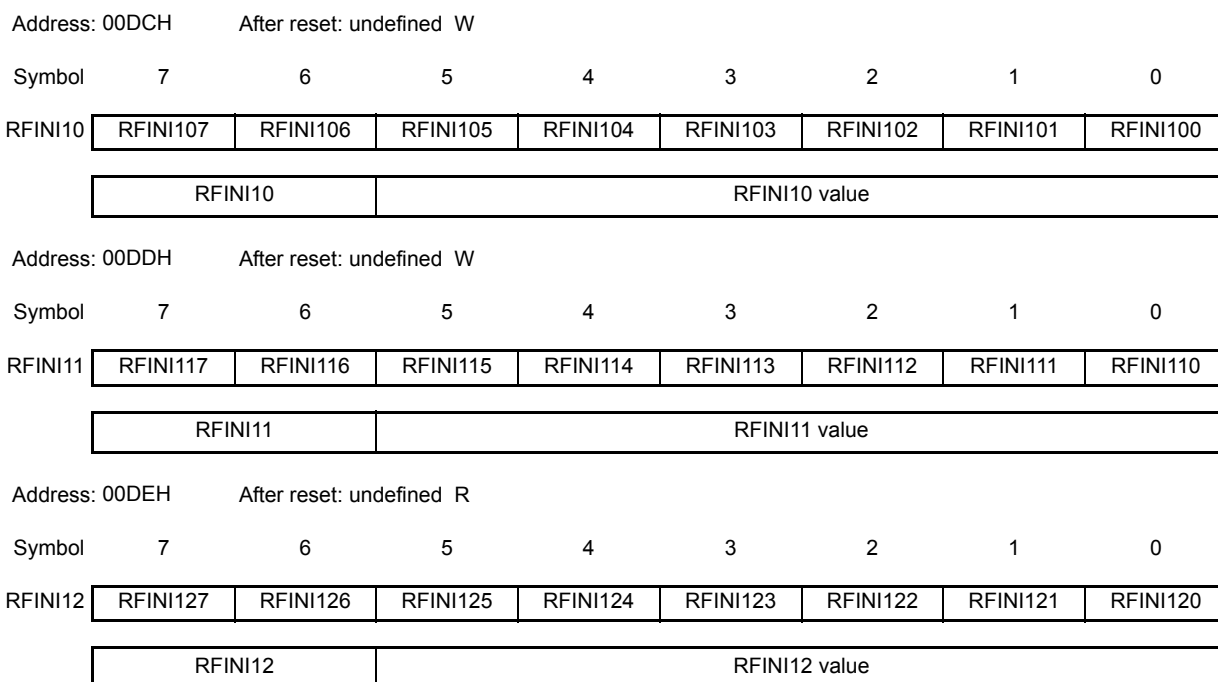 Address: 00DCH After reset: undefined W
Symbol 7 6 5 4 3 2 1 0
RFINI10 RFINI107 RFINI106 RFINI105 RFINI104 RFINI103 RFINI102 RFINI101 RFINI100
RFINI10 RFINI10 value
Address: 00DDH After reset: undefined W
Symbol 7 6 5 4 3 2 1 0
RFINI11 RFINI117 RFINI116 RFINI115 RFINI114 RFINI113 RFINI112 RFINI111 RFINI110
RFINI11 RFINI11 value
Address: 00DEH After reset: undefined R
Symbol 7 6 5 4 3 2 1 0
RFINI12 RFINI127 RFINI126 RFINI125 RFINI124 RFINI123 RFINI122 RFINI121 RFINI120
RFINI12 RFINI12 value